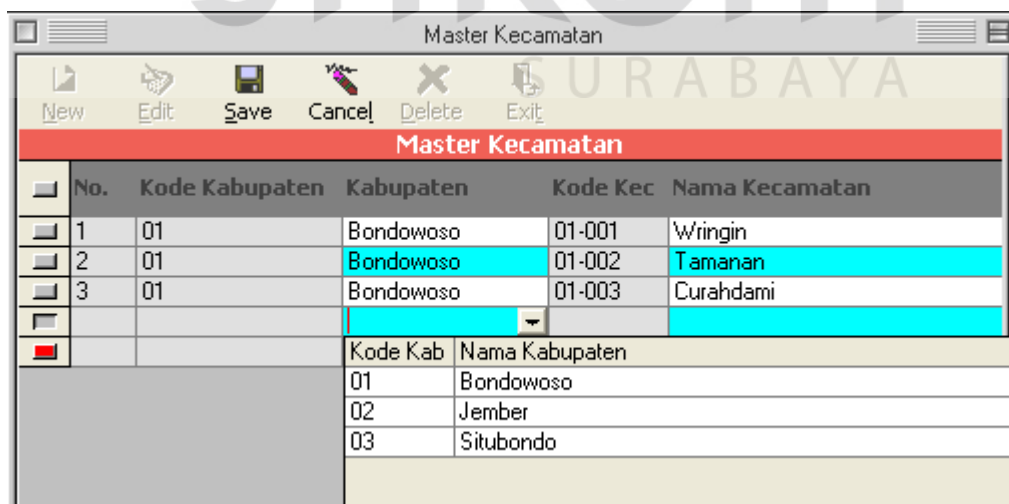 SURABAYA
Master Kecamatan
New Edit Save Cancel Delete Exit
Master Kecamatan
No. Kode Kabupaten Kabupaten Kode Kec Nama Kecamatan
1 01 Bondowoso 01-001 Wringin
2 01 Bondowoso 01-002 Tamanan
3 01 Bondowoso 01-003 Curahdami
Kode Kab Nama Kabupaten
01 Bondowoso
02 Jember
03 Situbondo